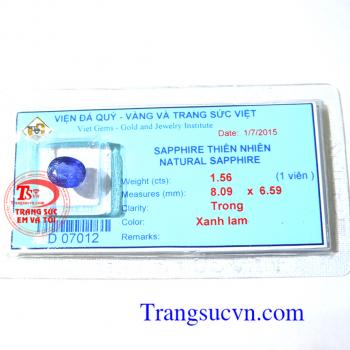 VIỆN ĐÁ QUÝ - VÀNG VÀ TRANG SỨC VIỆT
Viet Gems - Gold and Jewelry Institute
Date: 1/7/2015
SAPPHIRE THIÊN NHIÊN
NATURAL SAPPHIRE
Weight (cts): 1.56 (1 viên)
Measures (mm): 8.09 x 6.59
Clarity: Trong
Color: Xanh lam
Remarks:
D 07012
TRANG SỨC
EM VÀ TÔI
Trangsucvn.com